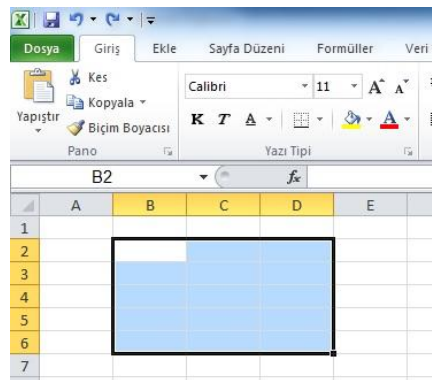 Dosya Giriş Ekle Sayfa Düzeni Formüller Veri
Kes
Kopyala
Biçim Boyacısı
Yapıştır
Calibri 11 A A
K T A A
Pano Yazı Tipi
B2 fx
A B C D E
1
2
3
4
5
6
7